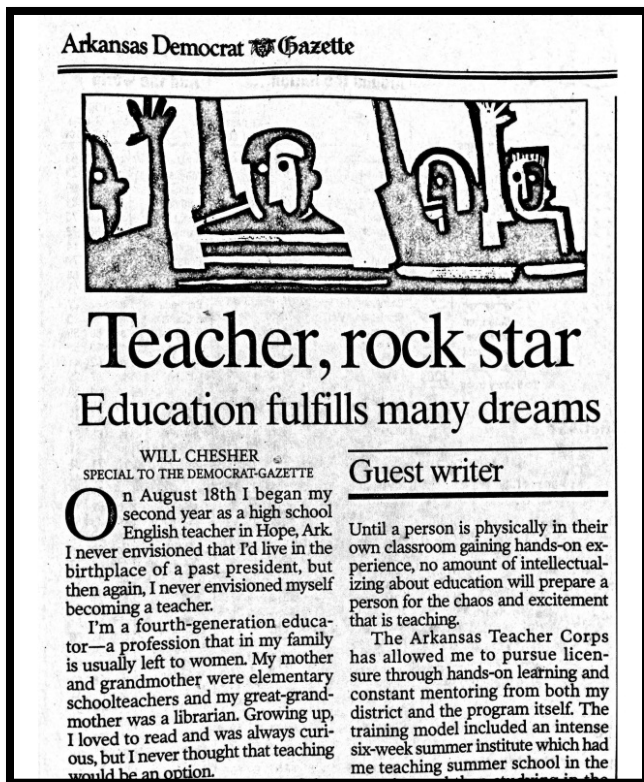 Arkansas Democrat Gazette
Teacher, rock star
Education fulfills many dreams
WILL CHESHER
SPECIAL TO THE DEMOCRAT-GAZETTE
On August 18th I began my
second year as a high school
English teacher in Hope, Ark.
I never envisioned that I'd live in the
birthplace of a past president, but
then again, I never envisioned myself
becoming a teacher.
I'm a fourth-generation educa-
tor—a profession that in my family
is usually left to women. My mother
and grandmother were elementary
schoolteachers and my great-grand-
mother was a librarian. Growing up,
I loved to read and was always curi-
ous, but I never thought that teaching
would be an option.
Guest writer
Until a person is physically in their
own classroom gaining hands-on ex-
perience, no amount of intellectual-
izing about education will prepare a
person for the chaos and excitement
that is teaching.
The Arkansas Teacher Corps
has allowed me to pursue licen-
sure through hands-on learning and
constant mentoring from both my
district and the program itself. The
training model included an intense
six-week summer institute which had
me teaching summer school in the